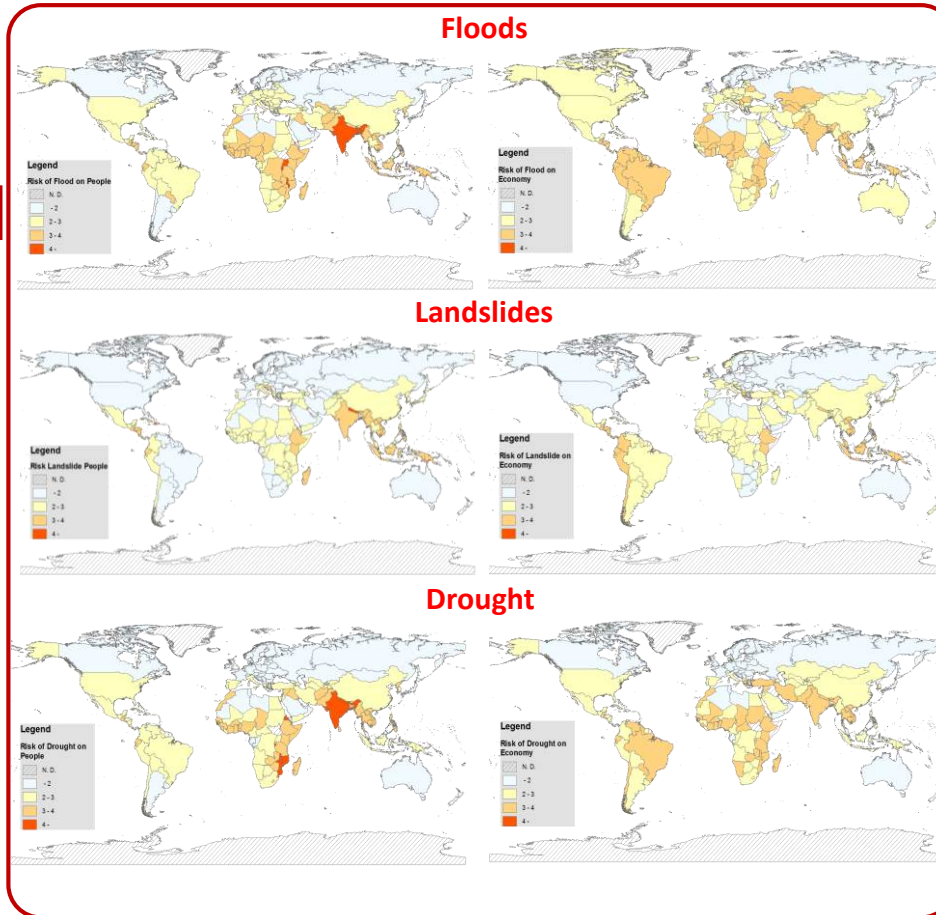 Floods
Legend
Risk of Flood on People
N. D.
- 2
2 - 3
3 - 4
4 -
Legend
Risk of Flood on
Economy
N. D.
- 2
2 - 3
3 - 4
4 -
Landslides
Legend
Risk Landslide People
N. D.
- 2
2 - 3
3 - 4
4 -
Legend
Risk of Landslide on
Economy
N. D.
- 2
2 - 3
3 - 4
4 -
Drought
Legend
Risk of Drought on
People
N. D.
- 2
2 - 3
3 - 4
4 -
Legend
Risk of Drought on
Economy
N. D.
- 2
2 - 3
3 - 4
4 -